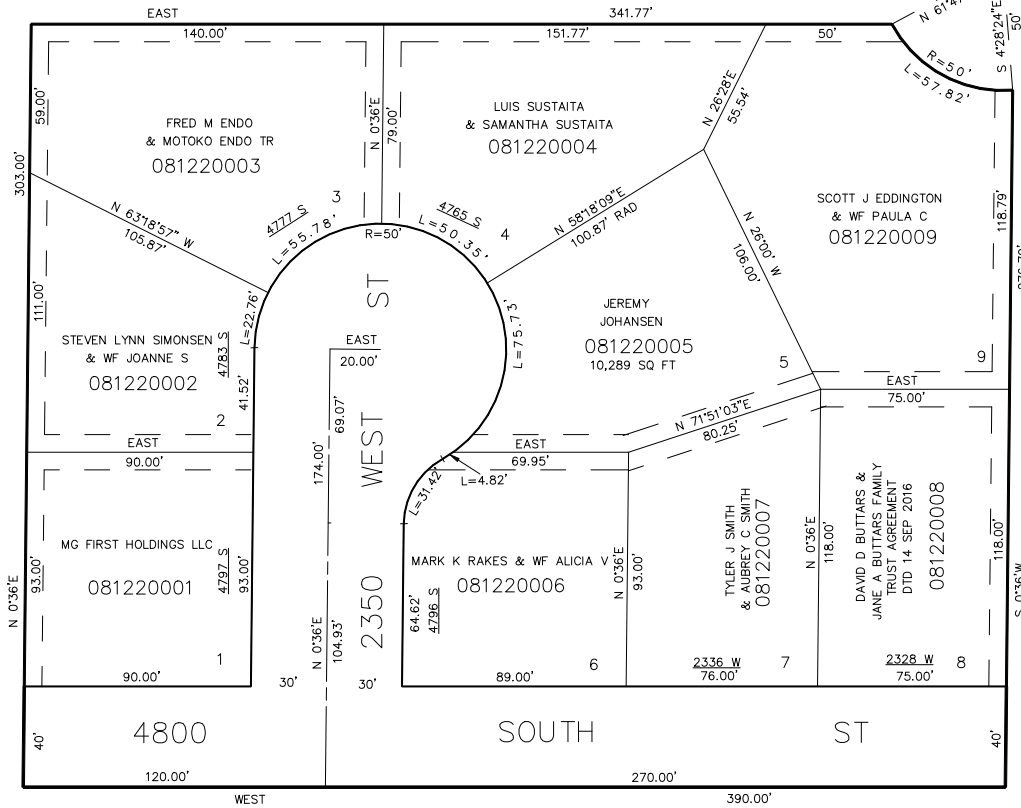 EAST
341.77'
140.00'
151.77'
50'
N 61°4
S 4°28'24"E
50'
R=50'
L=57.82'
59.00'
303.00'
FRED M ENDO
& MOTOKO ENDO TR
081220003
3
N 0°36'E
79.00'
LUIS SUSTAITA
& SAMANTHA SUSTAITA
081220004
4
N 26°28'E
55.54'
SCOTT J EDDINGTON
& WF PAULA C
081220009
9
118.79'
N 63°18'57" W
105.87'
4777 S
L=55.78'
R=50'
4765 S
L=50.35'
N 58°18'09"E
100.87' RAD
N 26°00' W
106.00'
111.00'
STEVEN LYNN SIMONSEN
& WF JOANNE S
081220002
2
4783 S
L=22.76'
41.52'
EAST
20.00'
69.07'
174.00'
ST
WEST
2350
L=75.73'
JEREMY
JOHANSEN
081220005
10,289 SQ FT
5
EAST
75.00'
N 71°51'03"E
80.25'
EAST
90.00'
EAST
69.95'
L=4.82'
L=31.42'
MG FIRST HOLDINGS LLC
081220001
1
N 0°36'E
93.00'
4797 S
93.00'
90.00'
30'
30'
N 0°36'E
104.93'
64.62'
4796 S
MARK K RAKES & WF ALICIA V
081220006
6
89.00'
N 0°36'E
93.00'
TYLER J SMITH
& AUBREY C SMITH
081220007
7
2336 W
76.00'
N 0°36'E
118.00'
DAVID D BUTTARS &
JANE A BUTTARS FAMILY
TRUST AGREEMENT
DTD 14 SEP 2016
081220008
8
2328 W
75.00'
118.00'
S 0°36'W
40'
4800
SOUTH
ST
40'
120.00'
270.00'
WEST
390.00'